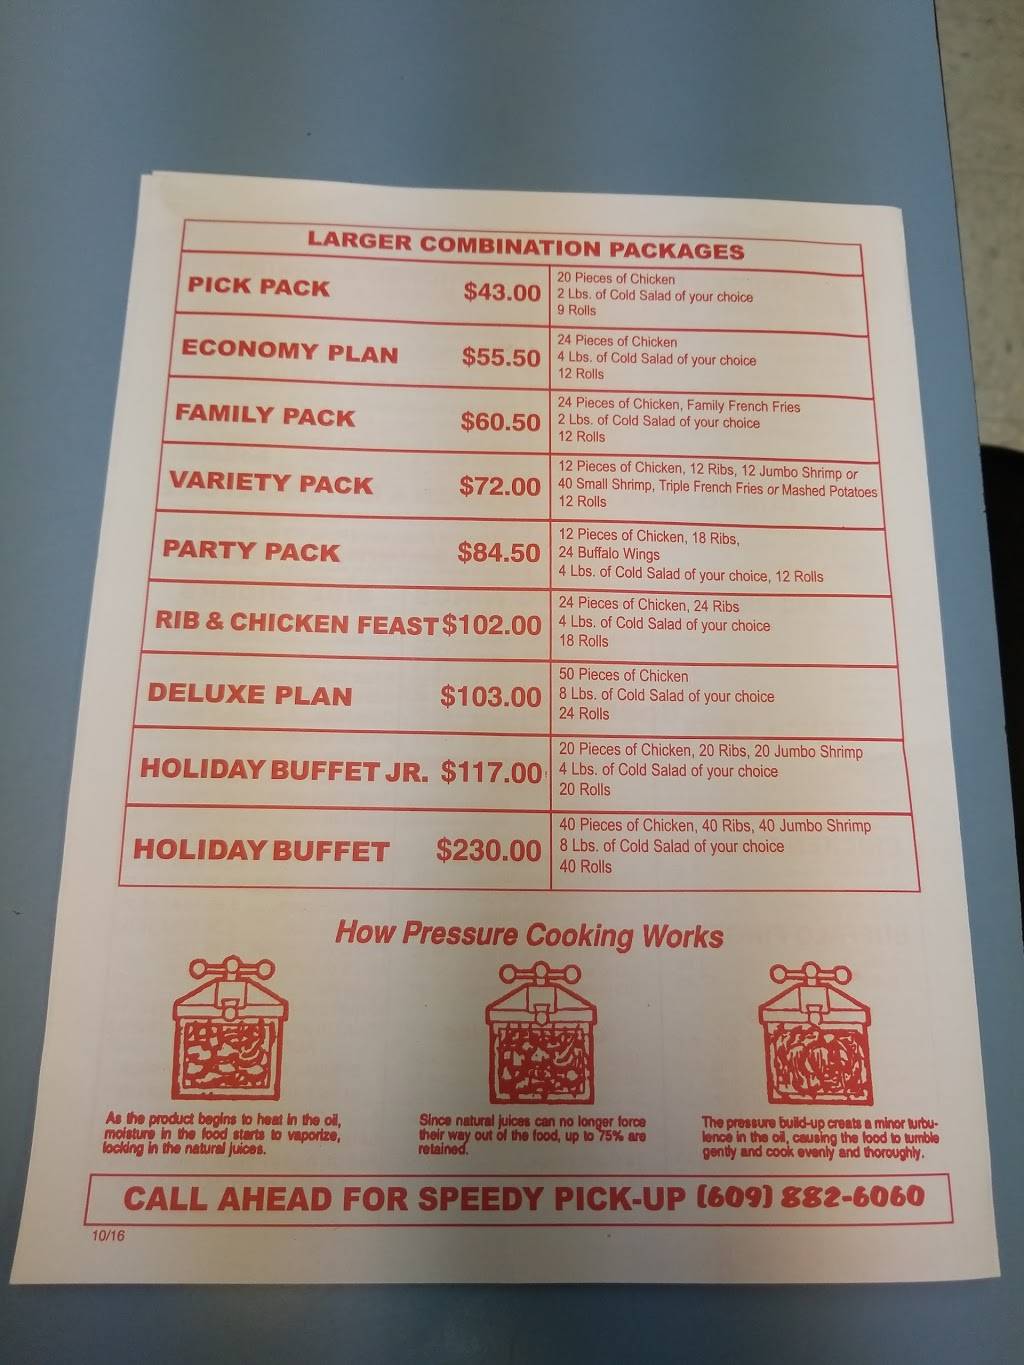 LARGER COMBINATION PACKAGES
PICK PACK $43.00
20 Pieces of Chicken
2 Lbs. of Cold Salad of your choice
9 Rolls
ECONOMY PLAN $55.50
24 Pieces of Chicken
4 Lbs. of Cold Salad of your choice
12 Rolls
FAMILY PACK $60.50
24 Pieces of Chicken, Family French Fries
2 Lbs. of Cold Salad of your choice
12 Rolls
VARIETY PACK $72.00
12 Pieces of Chicken, 12 Ribs, 12 Jumbo Shrimp or
40 Small Shrimp, Triple French Fries or Mashed Potatoes
12 Rolls
PARTY PACK $84.50
12 Pieces of Chicken, 18 Ribs,
24 Buffalo Wings
4 Lbs. of Cold Salad of your choice, 12 Rolls
RIB & CHICKEN FEAST $102.00
24 Pieces of Chicken, 24 Ribs
4 Lbs. of Cold Salad of your choice
18 Rolls
DELUXE PLAN $103.00
50 Pieces of Chicken
8 Lbs. of Cold Salad of your choice
24 Rolls
HOLIDAY BUFFET JR. $117.00
20 Pieces of Chicken, 20 Ribs, 20 Jumbo Shrimp
4 Lbs. of Cold Salad of your choice
20 Rolls
HOLIDAY BUFFET $230.00
40 Pieces of Chicken, 40 Ribs, 40 Jumbo Shrimp
8 Lbs. of Cold Salad of your choice
40 Rolls
How Pressure Cooking Works
As the product begins to heat in the oil,
moisture in the food starts to vaporize,
locking in the natural juices.
Since natural juices can no longer force
their way out of the food, up to 75% are
retained.
The pressure build-up creats a minor turbu-
lence in the oil, causing the food to tumble
gently and cook evenly and thoroughly.
CALL AHEAD FOR SPEEDY PICK-UP (609) 882-6060
10/16